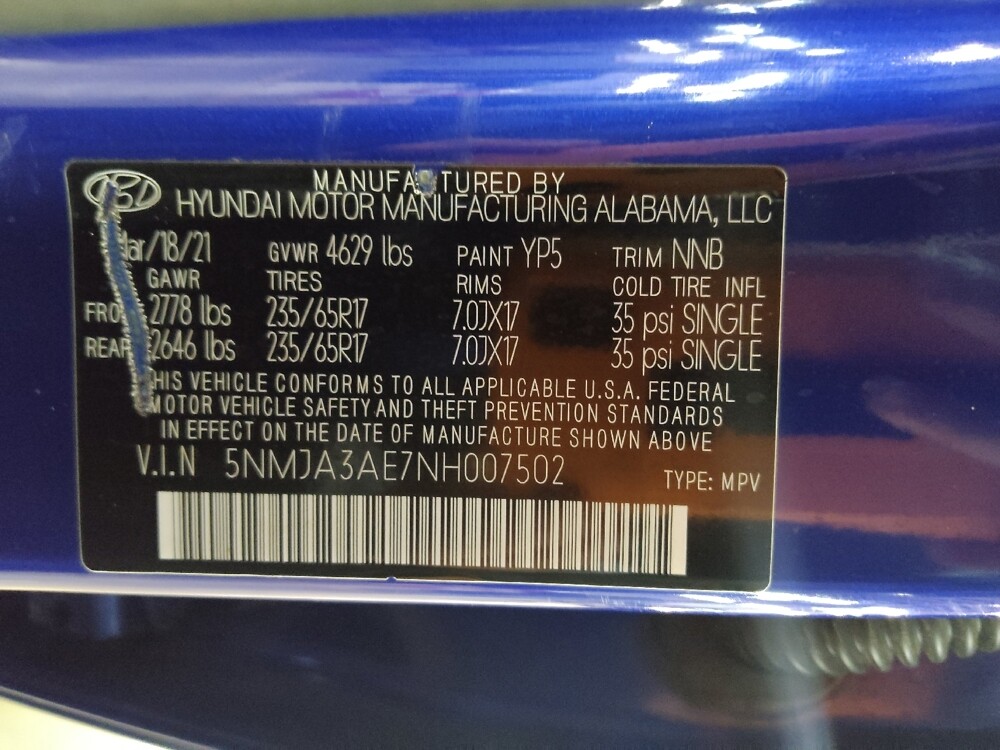 MANUFACTURED BY
HYUNDAI MOTOR MANUFACTURING ALABAMA, LLC
Mar/18/21 GVWR 4629 lbs PAINT YP5 TRIM NNB
GAWR TIRES RIMS COLD TIRE INFL
FRO 2778 lbs 235/65R17 7.0JX17 35 psi SINGLE
REAR 2646 lbs 235/65R17 7.0JX17 35 psi SINGLE
THIS VEHICLE CONFORMS TO ALL APPLICABLE U.S.A. FEDERAL
MOTOR VEHICLE SAFETY AND THEFT PREVENTION STANDARDS
IN EFFECT ON THE DATE OF MANUFACTURE SHOWN ABOVE
V.I.N 5NMJA3AE7NH007502 TYPE: MPV